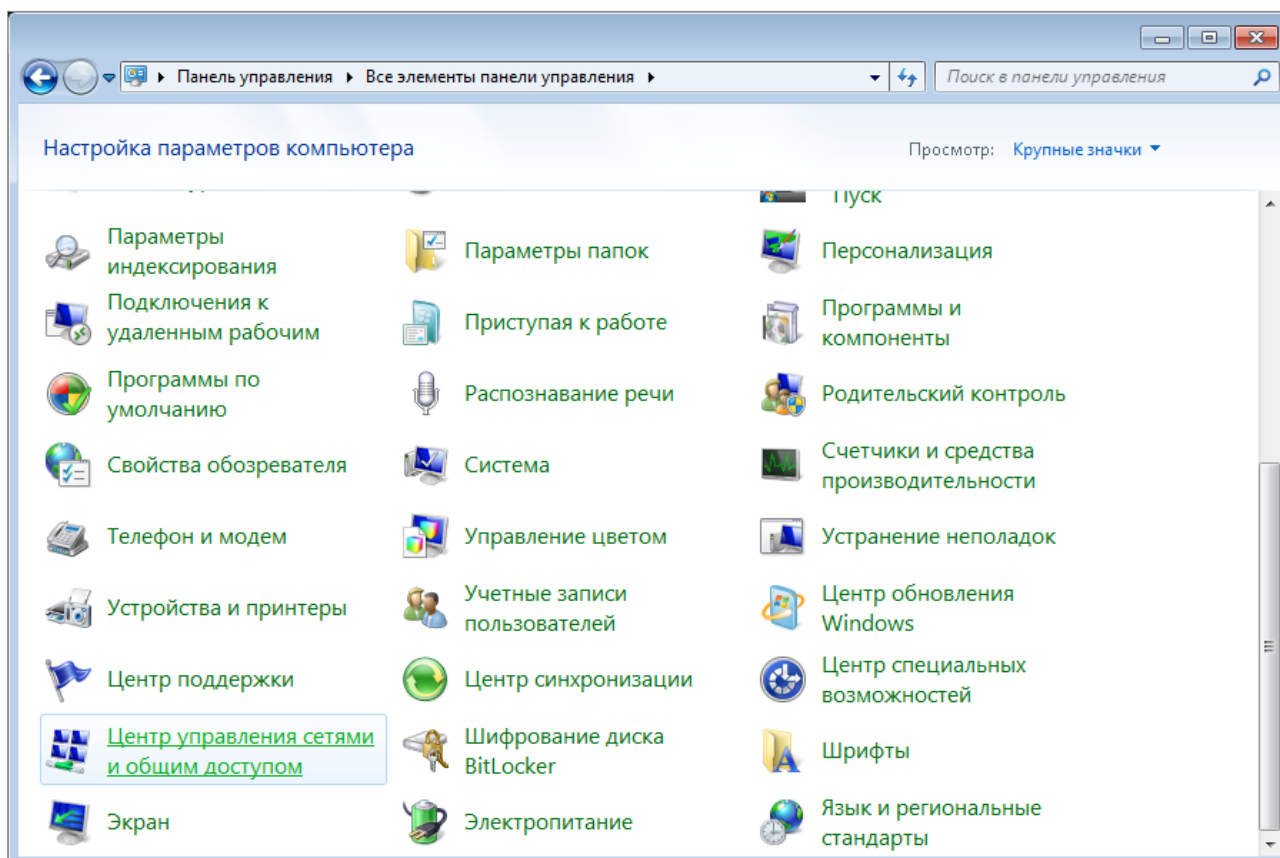 Панель управления Все элементы панели управления
Поиск в панели управления
Настройка параметров компьютера
Просмотр: Крупные значки
Пуск
Параметры
индексирования
Параметры папок
Персонализация
Подключения к
удаленным рабочим
Приступая к работе
Программы и
компоненты
Программы по
умолчанию
Распознавание речи
Родительский контроль
Свойства обозревателя
Система
Счетчики и средства
производительности
Телефон и модем
Управление цветом
Устранение неполадок
Устройства и принтеры
Учетные записи
пользователей
Центр обновления
Windows
Центр поддержки
Центр синхронизации
Центр специальных
возможностей
Центр управления сетями
и общим доступом
Шифрование диска
BitLocker
Шрифты
Экран
Электропитание
Язык и региональные
стандарты